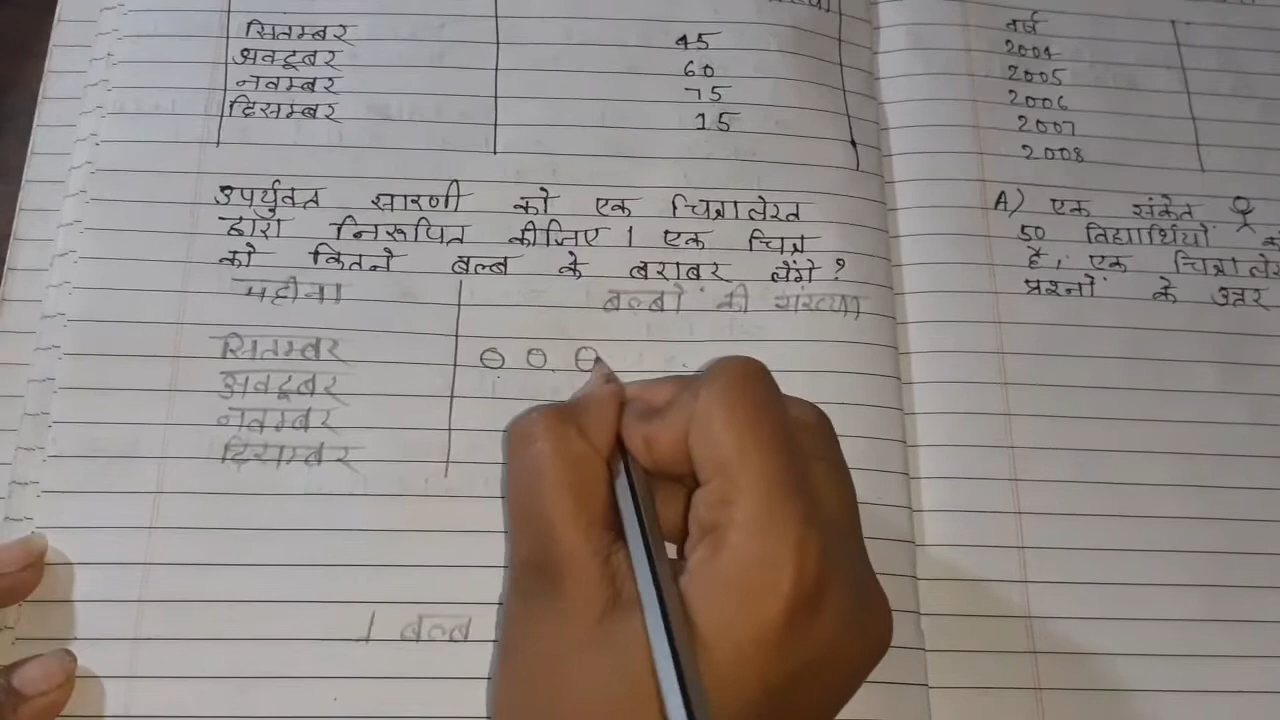 सितम्बर 45
अक्टूबर 60
नवम्बर 75
दिसम्बर 15
उपर्युक्त सारणी को एक चित्रालेख
द्वारा निरूपित कीजिए। एक चित्र
को कितने बल्ब के बराबर लेंगे?
महीना बल्बों की संख्या
सितम्बर
अक्टूबर
नवम्बर
दिसम्बर
1 बल्ब
वर्ष
2004
2005
2006
2007
2008
A) एक संकेत
50 विद्यार्थियों
है, एक चित्रालेख
प्रश्नों के उत्तर